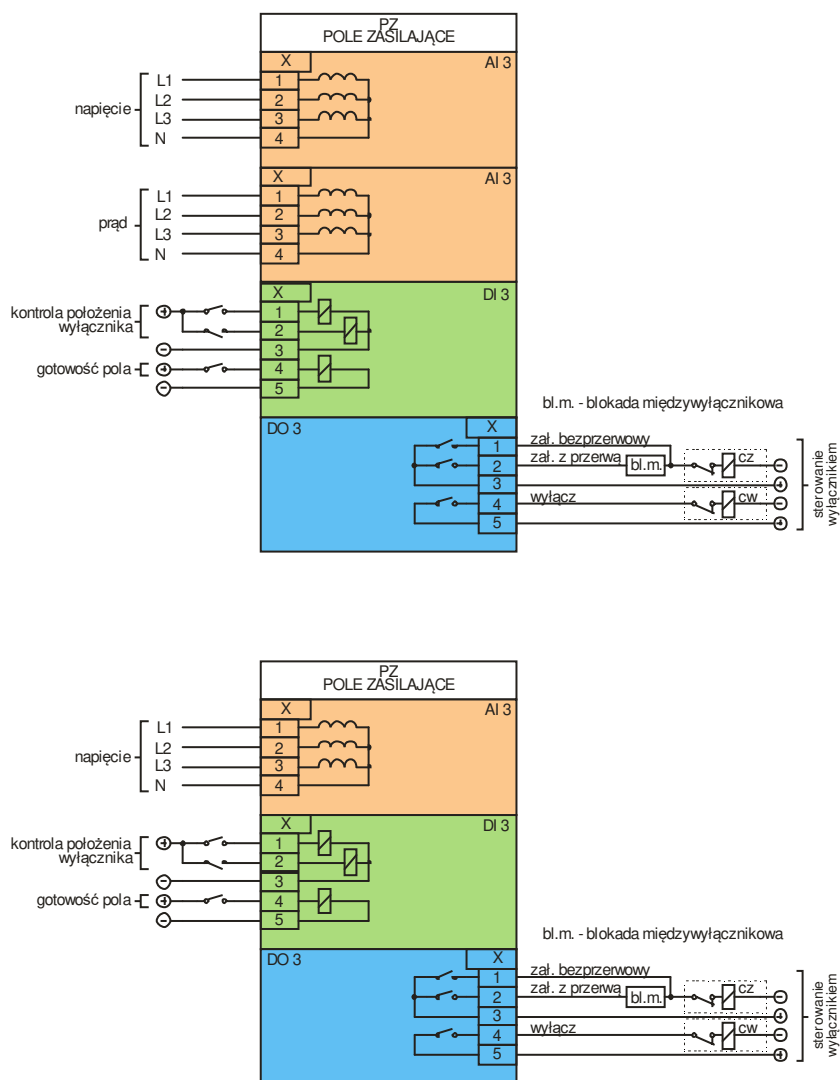 PZ
POLE ZASILAJĄCE
X
AI 3
napięcie
L1
L2
L3
N
1
2
3
4
X
AI 3
prąd
L1
L2
L3
N
1
2
3
4
X
DI 3
kontrola położenia
wyłącznika
gotowość pola
1
2
3
4
5
bl.m. - blokada międzywyłącznikowa
DO 3
X
1
2
3
4
5
zał. bezprzerwowy
zał. z przerwą
bl.m.
cz
wyłącz
cw
sterowanie
wyłącznikiem
PZ
POLE ZASILAJĄCE
X
AI 3
napięcie
L1
L2
L3
N
1
2
3
4
X
DI 3
kontrola położenia
wyłącznika
gotowość pola
1
2
3
4
5
bl.m. - blokada międzywyłącznikowa
DO 3
X
1
2
3
4
5
zał. bezprzerwowy
zał. z przerwą
bl.m.
cz
wyłącz
cw
sterowanie
wyłącznikiem